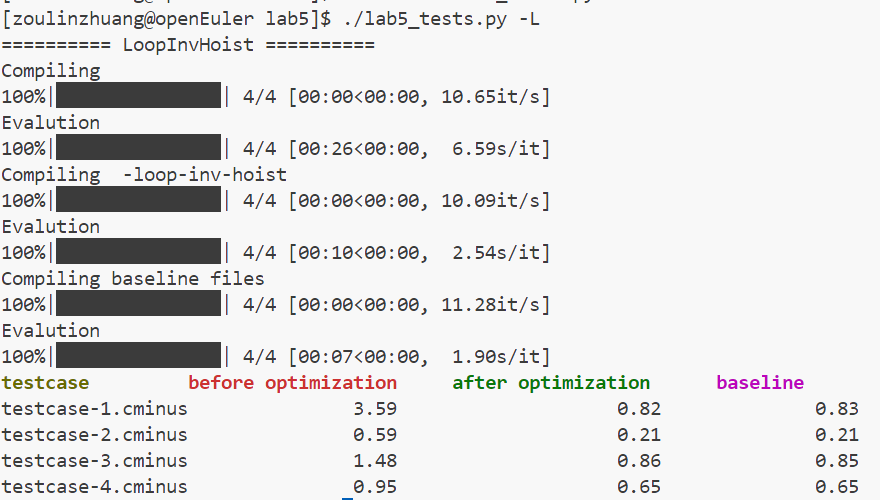 [zoulinzhuang@openEuler lab5]$ ./lab5_tests.py -L
========== LoopInvHoist ==========
Compiling
100%|██████████| 4/4 [00:00<00:00, 10.65it/s]
Evalution
100%|██████████| 4/4 [00:26<00:00,  6.59s/it]
Compiling  -loop-inv-hoist
100%|██████████| 4/4 [00:00<00:00, 10.09it/s]
Evalution
100%|██████████| 4/4 [00:10<00:00,  2.54s/it]
Compiling baseline files
100%|██████████| 4/4 [00:00<00:00, 11.28it/s]
Evalution
100%|██████████| 4/4 [00:07<00:00,  1.90s/it]
testcase before optimization after optimization baseline
testcase-1.cminus 3.59 0.82 0.83
testcase-2.cminus 0.59 0.21 0.21
testcase-3.cminus 1.48 0.86 0.85
testcase-4.cminus 0.95 0.65 0.65